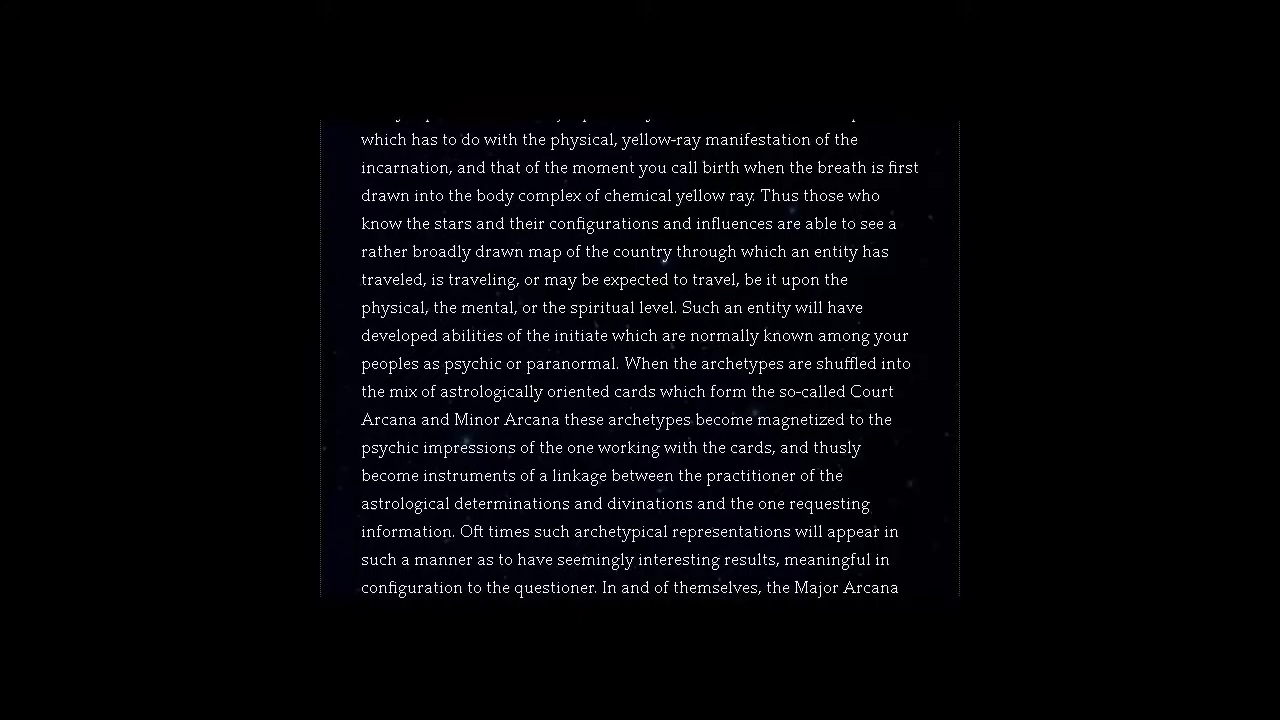 which has to do with the physical, yellow-ray manifestation of the
incarnation, and that of the moment you call birth when the breath is first
drawn into the body complex of chemical yellow ray. Thus those who
know the stars and their configurations and influences are able to see a
rather broadly drawn map of the country through which an entity has
traveled, is traveling, or may be expected to travel, be it upon the
physical, the mental, or the spiritual level. Such an entity will have
developed abilities of the initiate which are normally known among your
peoples as psychic or paranormal. When the archetypes are shuffled into
the mix of astrologically oriented cards which form the so-called Court
Arcana and Minor Arcana these archetypes become magnetized to the
psychic impressions of the one working with the cards, and thusly
become instruments of a linkage between the practitioner of the
astrological determinations and divinations and the one requesting
information. Oft times such archetypical representations will appear in
such a manner as to have seemingly interesting results, meaningful in
configuration to the questioner. In and of themselves, the Major Arcana